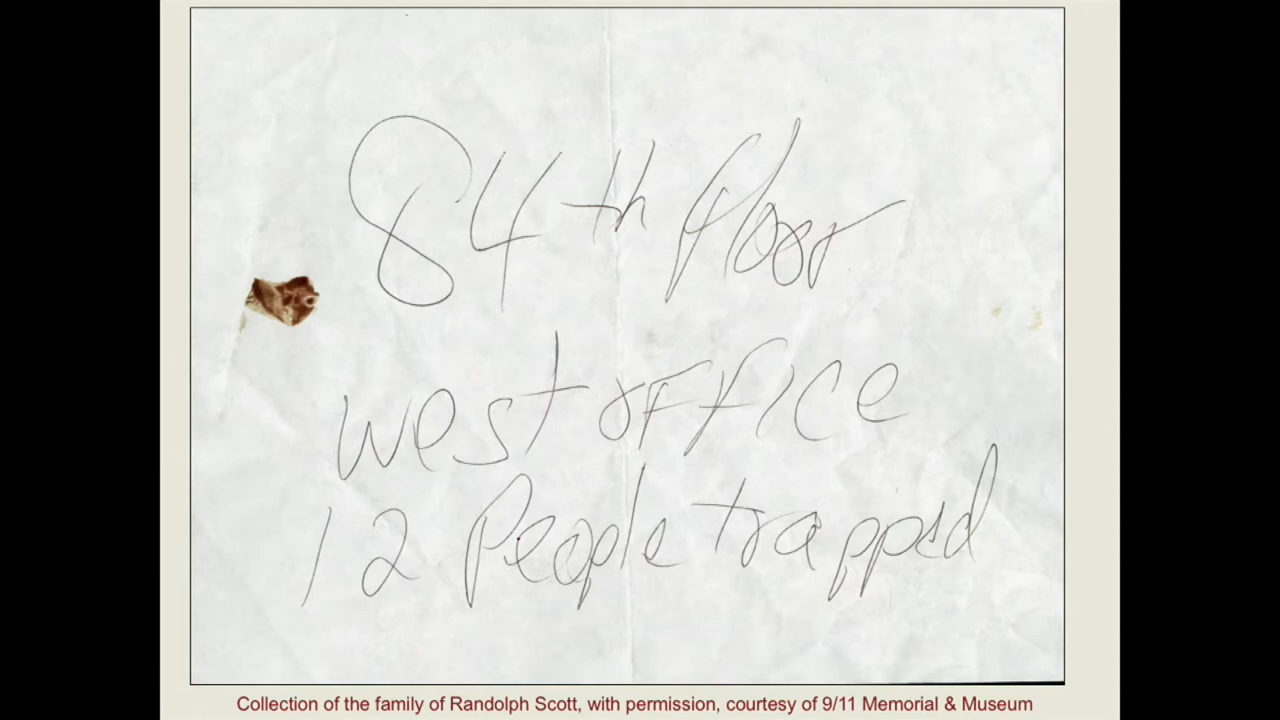 84th floor
west office
12 People trapped
Collection of the family of Randolph Scott, with permission, courtesy of 9/11 Memorial & Museum